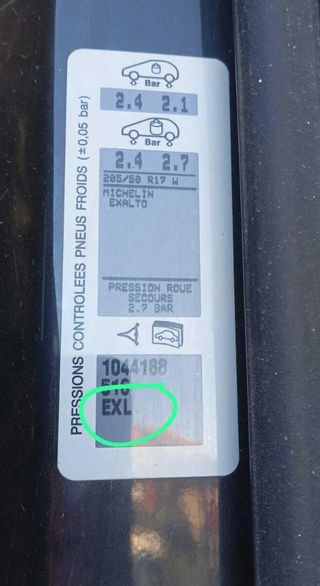 PRESSIONS CONTROLEES PNEUS FROIDS (±0,05 bar)
Bar
2.4 2.1
Bar
2.4 2.7
205/50 R17 W
MICHELIN
EXALTO
PRESSION ROUE
SECOURS
2.7 BAR
1044188
516
EXL